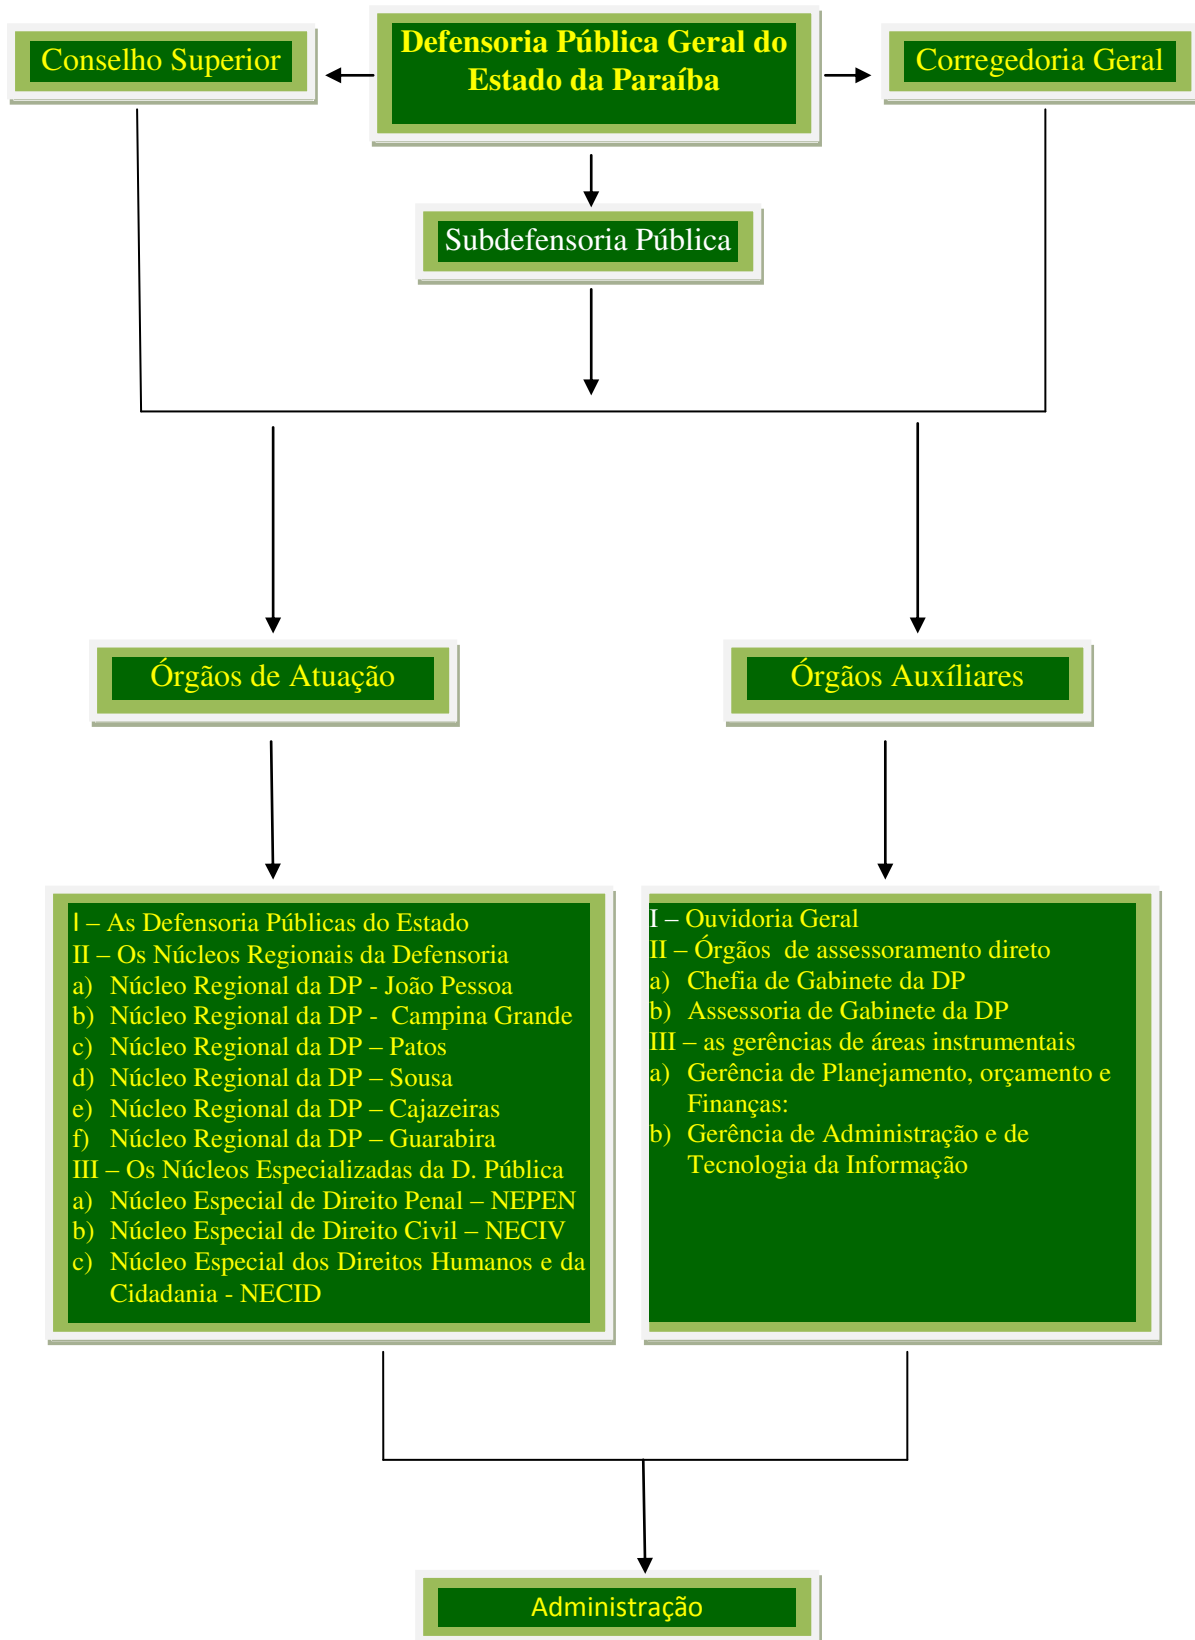 Conselho Superior
Defensoria Pública Geral do
Estado da Paraíba
Corregedoria Geral
Subdefensoria Pública
Órgãos de Atuação
Órgãos Auxíliares
I – As Defensoria Públicas do Estado
II – Os Núcleos Regionais da Defensoria
a) Núcleo Regional da DP - João Pessoa
b) Núcleo Regional da DP - Campina Grande
c) Núcleo Regional da DP – Patos
d) Núcleo Regional da DP – Sousa
e) Núcleo Regional da DP – Cajazeiras
f) Núcleo Regional da DP – Guarabira
III – Os Núcleos Especializadas da D. Pública
a) Núcleo Especial de Direito Penal – NEPEN
b) Núcleo Especial de Direito Civil – NECIV
c) Núcleo Especial dos Direitos Humanos e da
Cidadania - NECID
I – Ouvidoria Geral
II – Órgãos de assessoramento direto
a) Chefia de Gabinete da DP
b) Assessoria de Gabinete da DP
III – as gerências de áreas instrumentais
a) Gerência de Planejamento, orçamento e
Finanças:
b) Gerência de Administração e de
Tecnologia da Informação
Administração